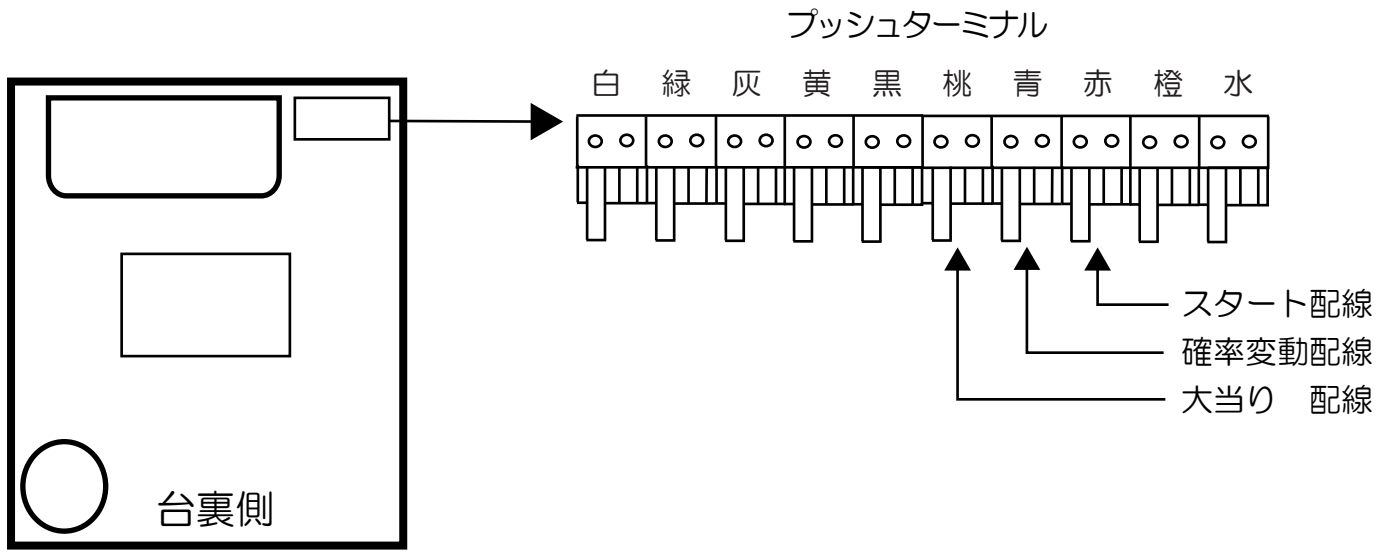 プッシュターミナル
白 緑 灰 黄 黒 桃 青 赤 橙 水
スタート配線
確率変動配線
大当り 配線
台裏側